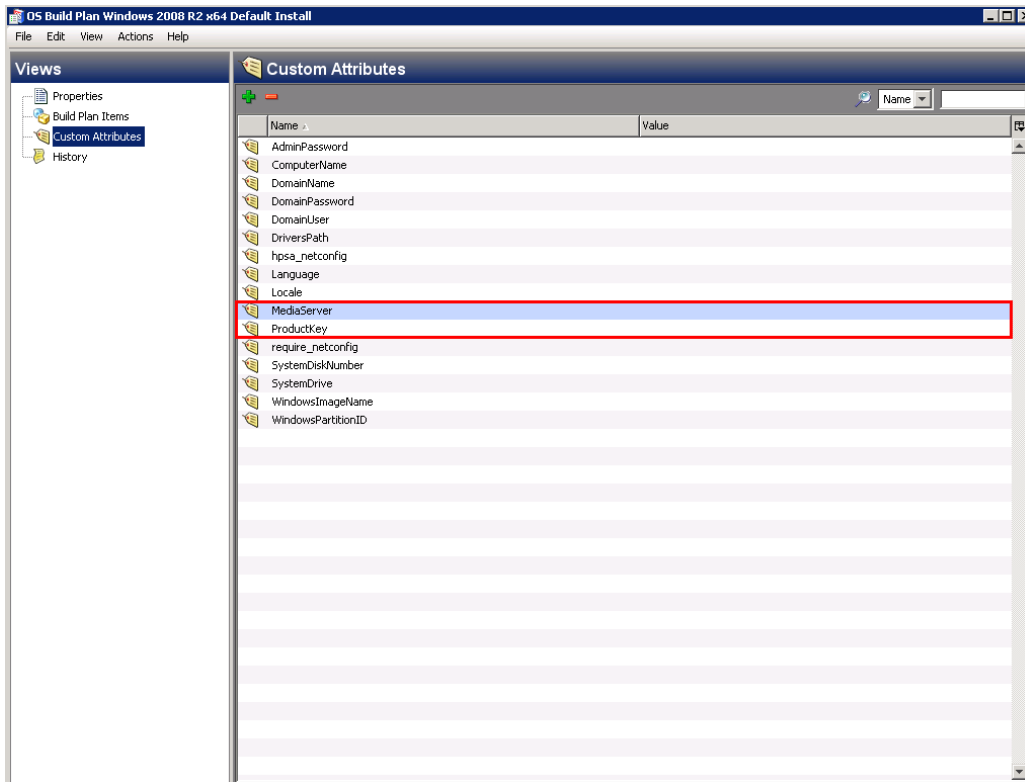 OS Build Plan Windows 2008 R2 x64 Default Install
File Edit View Actions Help
Views
Properties
Build Plan Items
Custom Attributes
History
Custom Attributes
Name
Name Value
AdminPassword
ComputerName
DomainName
DomainPassword
DomainUser
DriversPath
hpsa_netconfig
Language
Locale
MediaServer
ProductKey
require_netconfig
SystemDiskNumber
SystemDrive
WindowsImageName
WindowsPartitionID